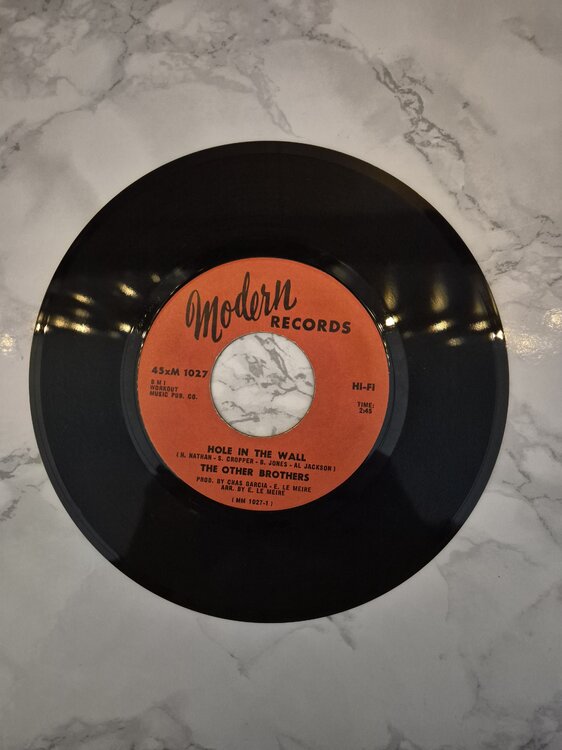 Modern
RECORDS
45xM 1027
B M I
WORKOUT
MUSIC PUB. CO.
HI-FI
TIME:
2:45
HOLE IN THE WALL
( N. NATHAN - S. CROPPER - B. JONES - AL JACKSON )
THE OTHER BROTHERS
PROD. BY CHAS GARCIA - E. LE MEIRE
ARR. BY E. LE MEIRE
( MM 1027-1 )